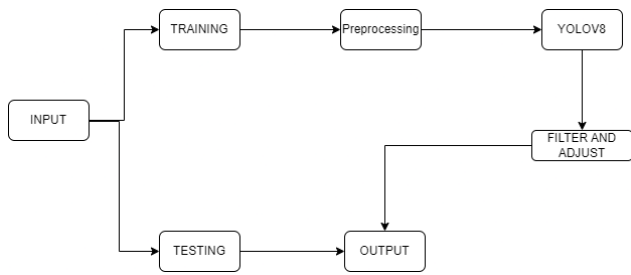 TRAINING
Preprocessing
YOLOV8
INPUT
FILTER AND
ADJUST
TESTING
OUTPUT